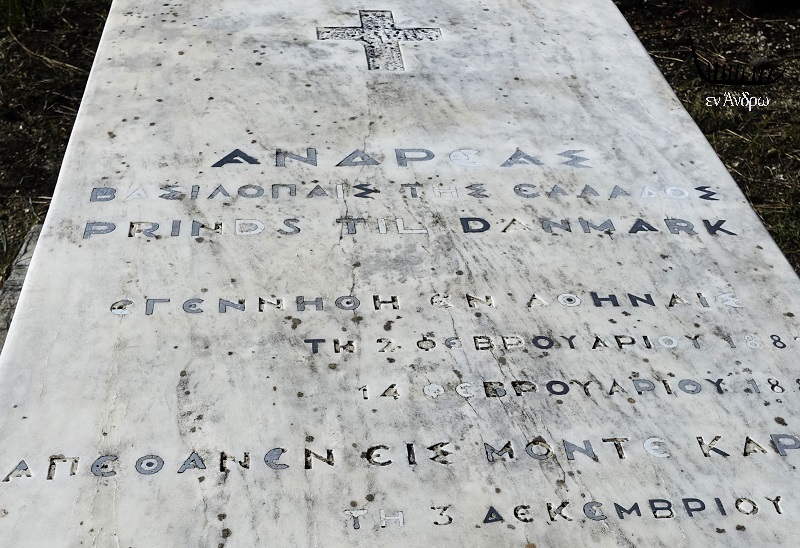 εν Άνδρω
ΑΝΔΡΕΑΣ
ΒΑΣΙΛΟΠΑΙΣ ΤΗΣ ΕΛΛΑΔΟΣ
PRINDS TIL DANMARK
ΕΓΕΝΝΗΘΗ ΕΝ ΑΘΗΝΑΙΣ
ΤΗ 2 ΦΕΒΡΟΥΑΡΙΟΥ
14 ΦΕΒΡΟΥΑΡΙΟΥ
ΑΠΕΘΑΝΕΝ ΕΙΣ ΜΟΝΤΕ
ΤΗ 3 ΔΕΚΕΜΒΡΙΟΥ